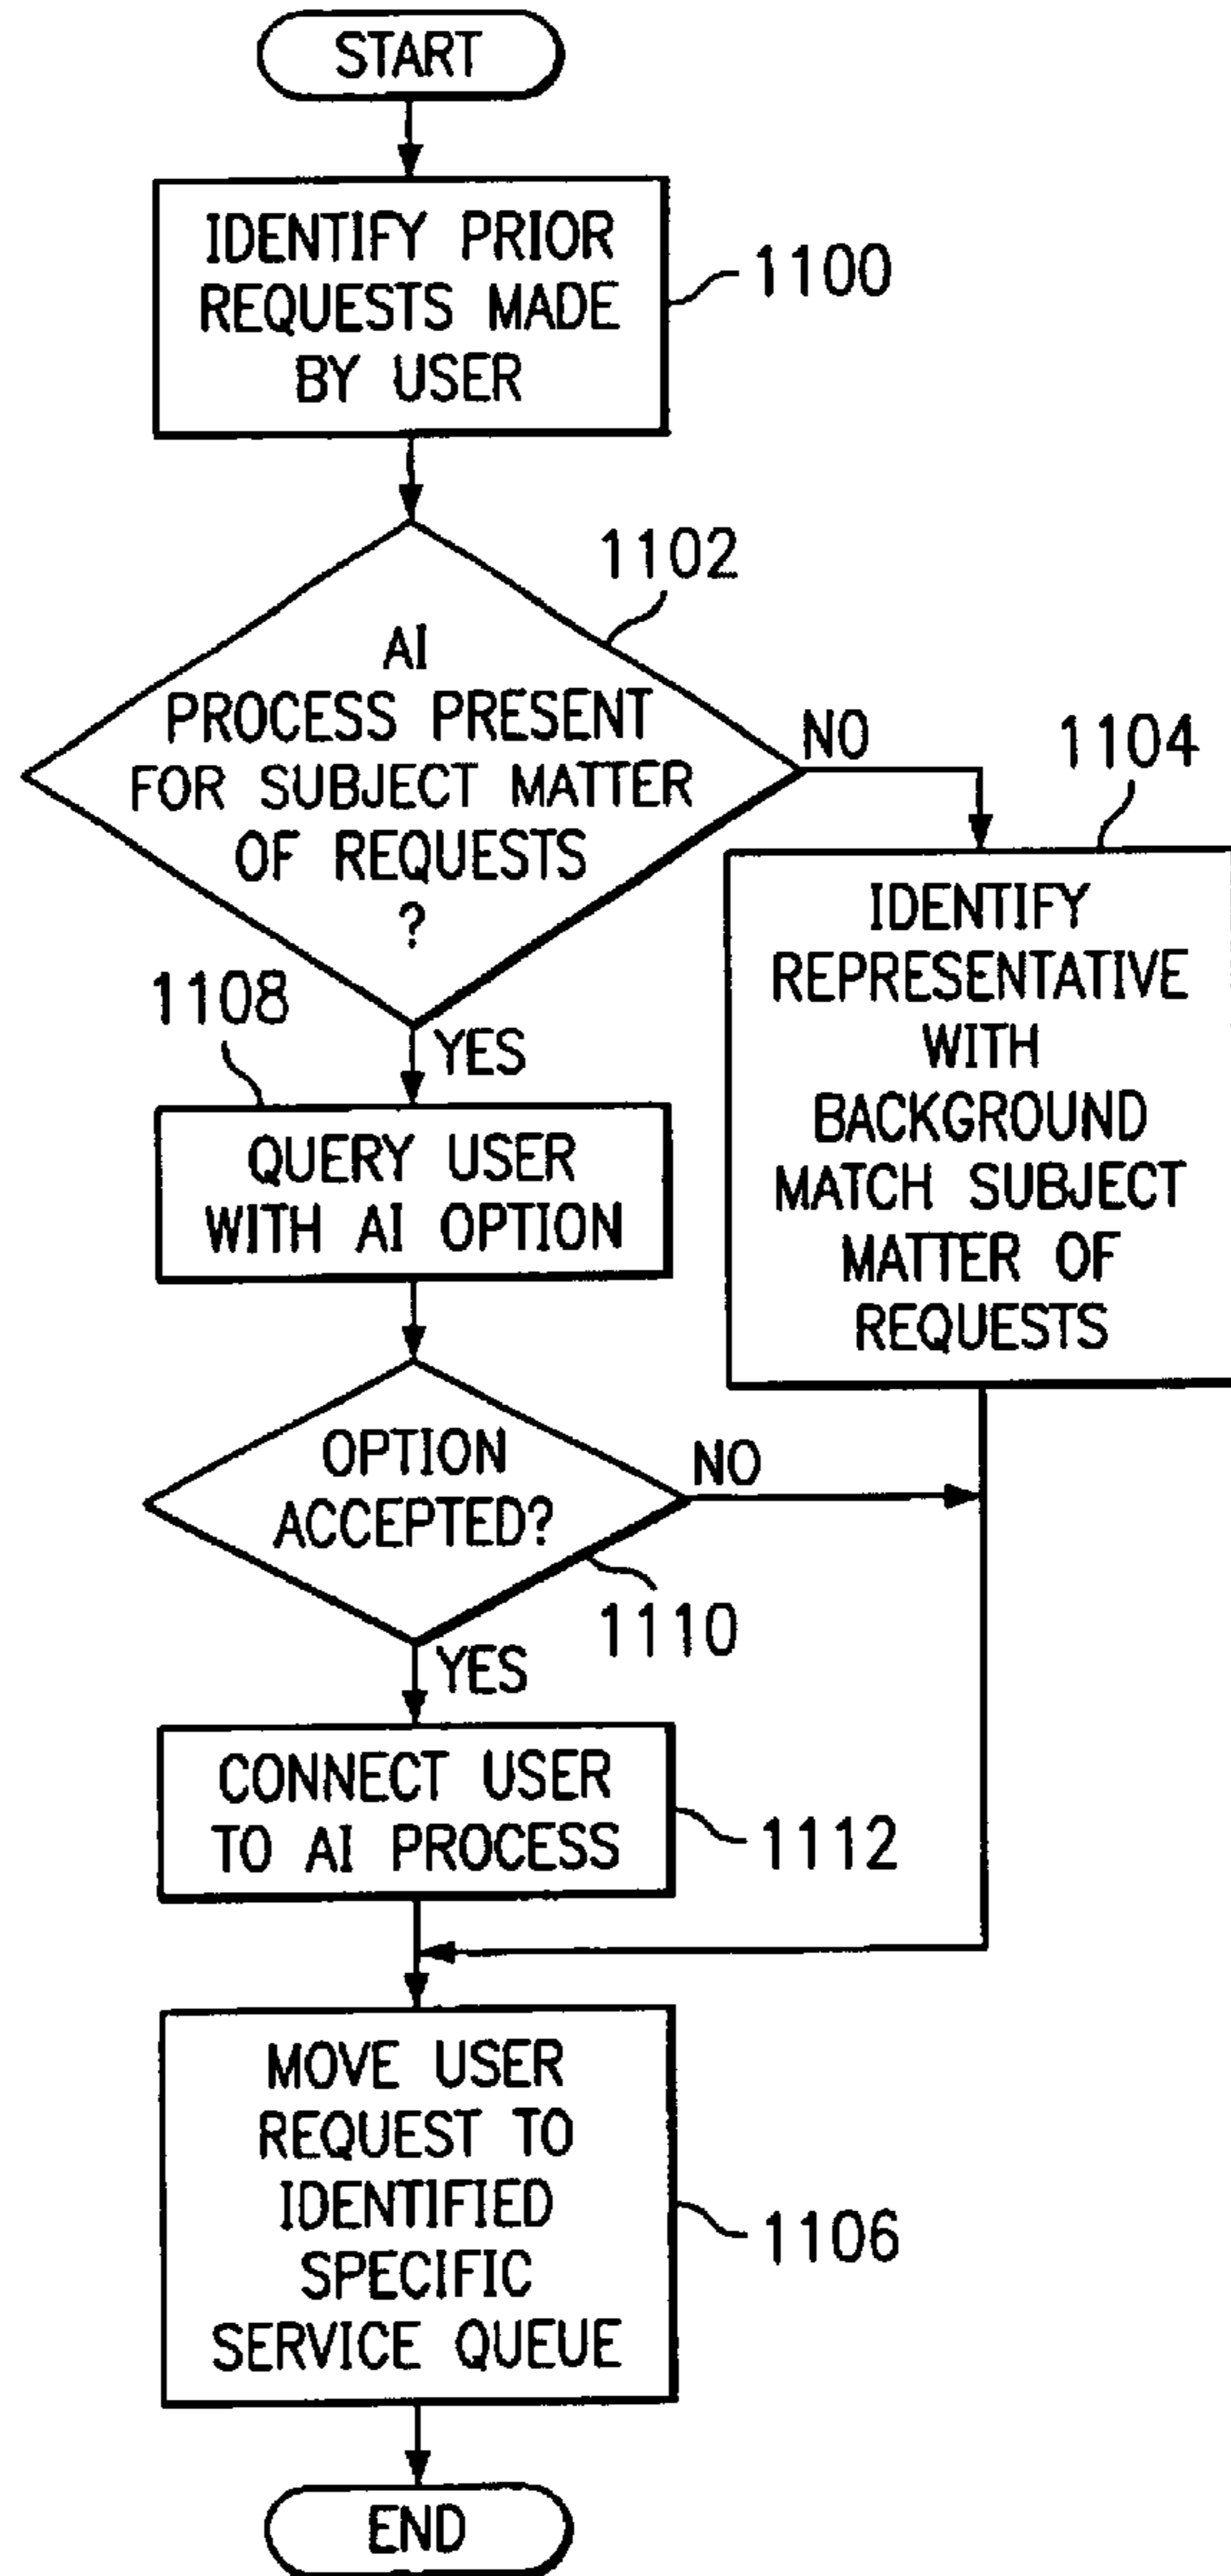 START
IDENTIFY PRIOR
REQUESTS MADE
BY USER
1100
1102
AI
PROCESS PRESENT
FOR SUBJECT MATTER
OF REQUESTS
?
NO
1104
IDENTIFY
REPRESENTATIVE
WITH
BACKGROUND
MATCH SUBJECT
MATTER OF
REQUESTS
YES
1108
QUERY USER
WITH AI OPTION
OPTION
ACCEPTED?
NO
1110
YES
CONNECT USER
TO AI PROCESS
1112
MOVE USER
REQUEST TO
IDENTIFIED
SPECIFIC
SERVICE QUEUE
1106
END